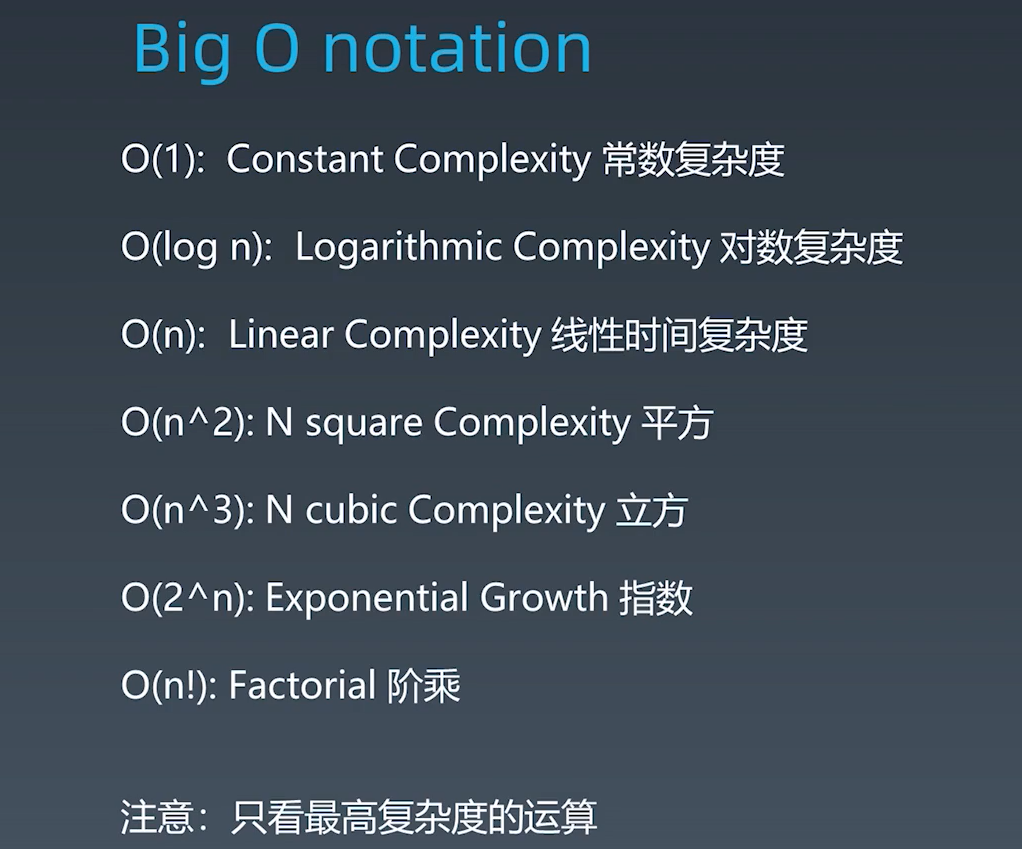 Big O notation
O(1): Constant Complexity 常数复杂度
O(log n): Logarithmic Complexity 对数复杂度
O(n): Linear Complexity 线性时间复杂度
O(n^2): N square Complexity 平方
O(n^3): N cubic Complexity 立方
O(2^n): Exponential Growth 指数
O(n!): Factorial 阶乘
注意：只看最高复杂度的运算